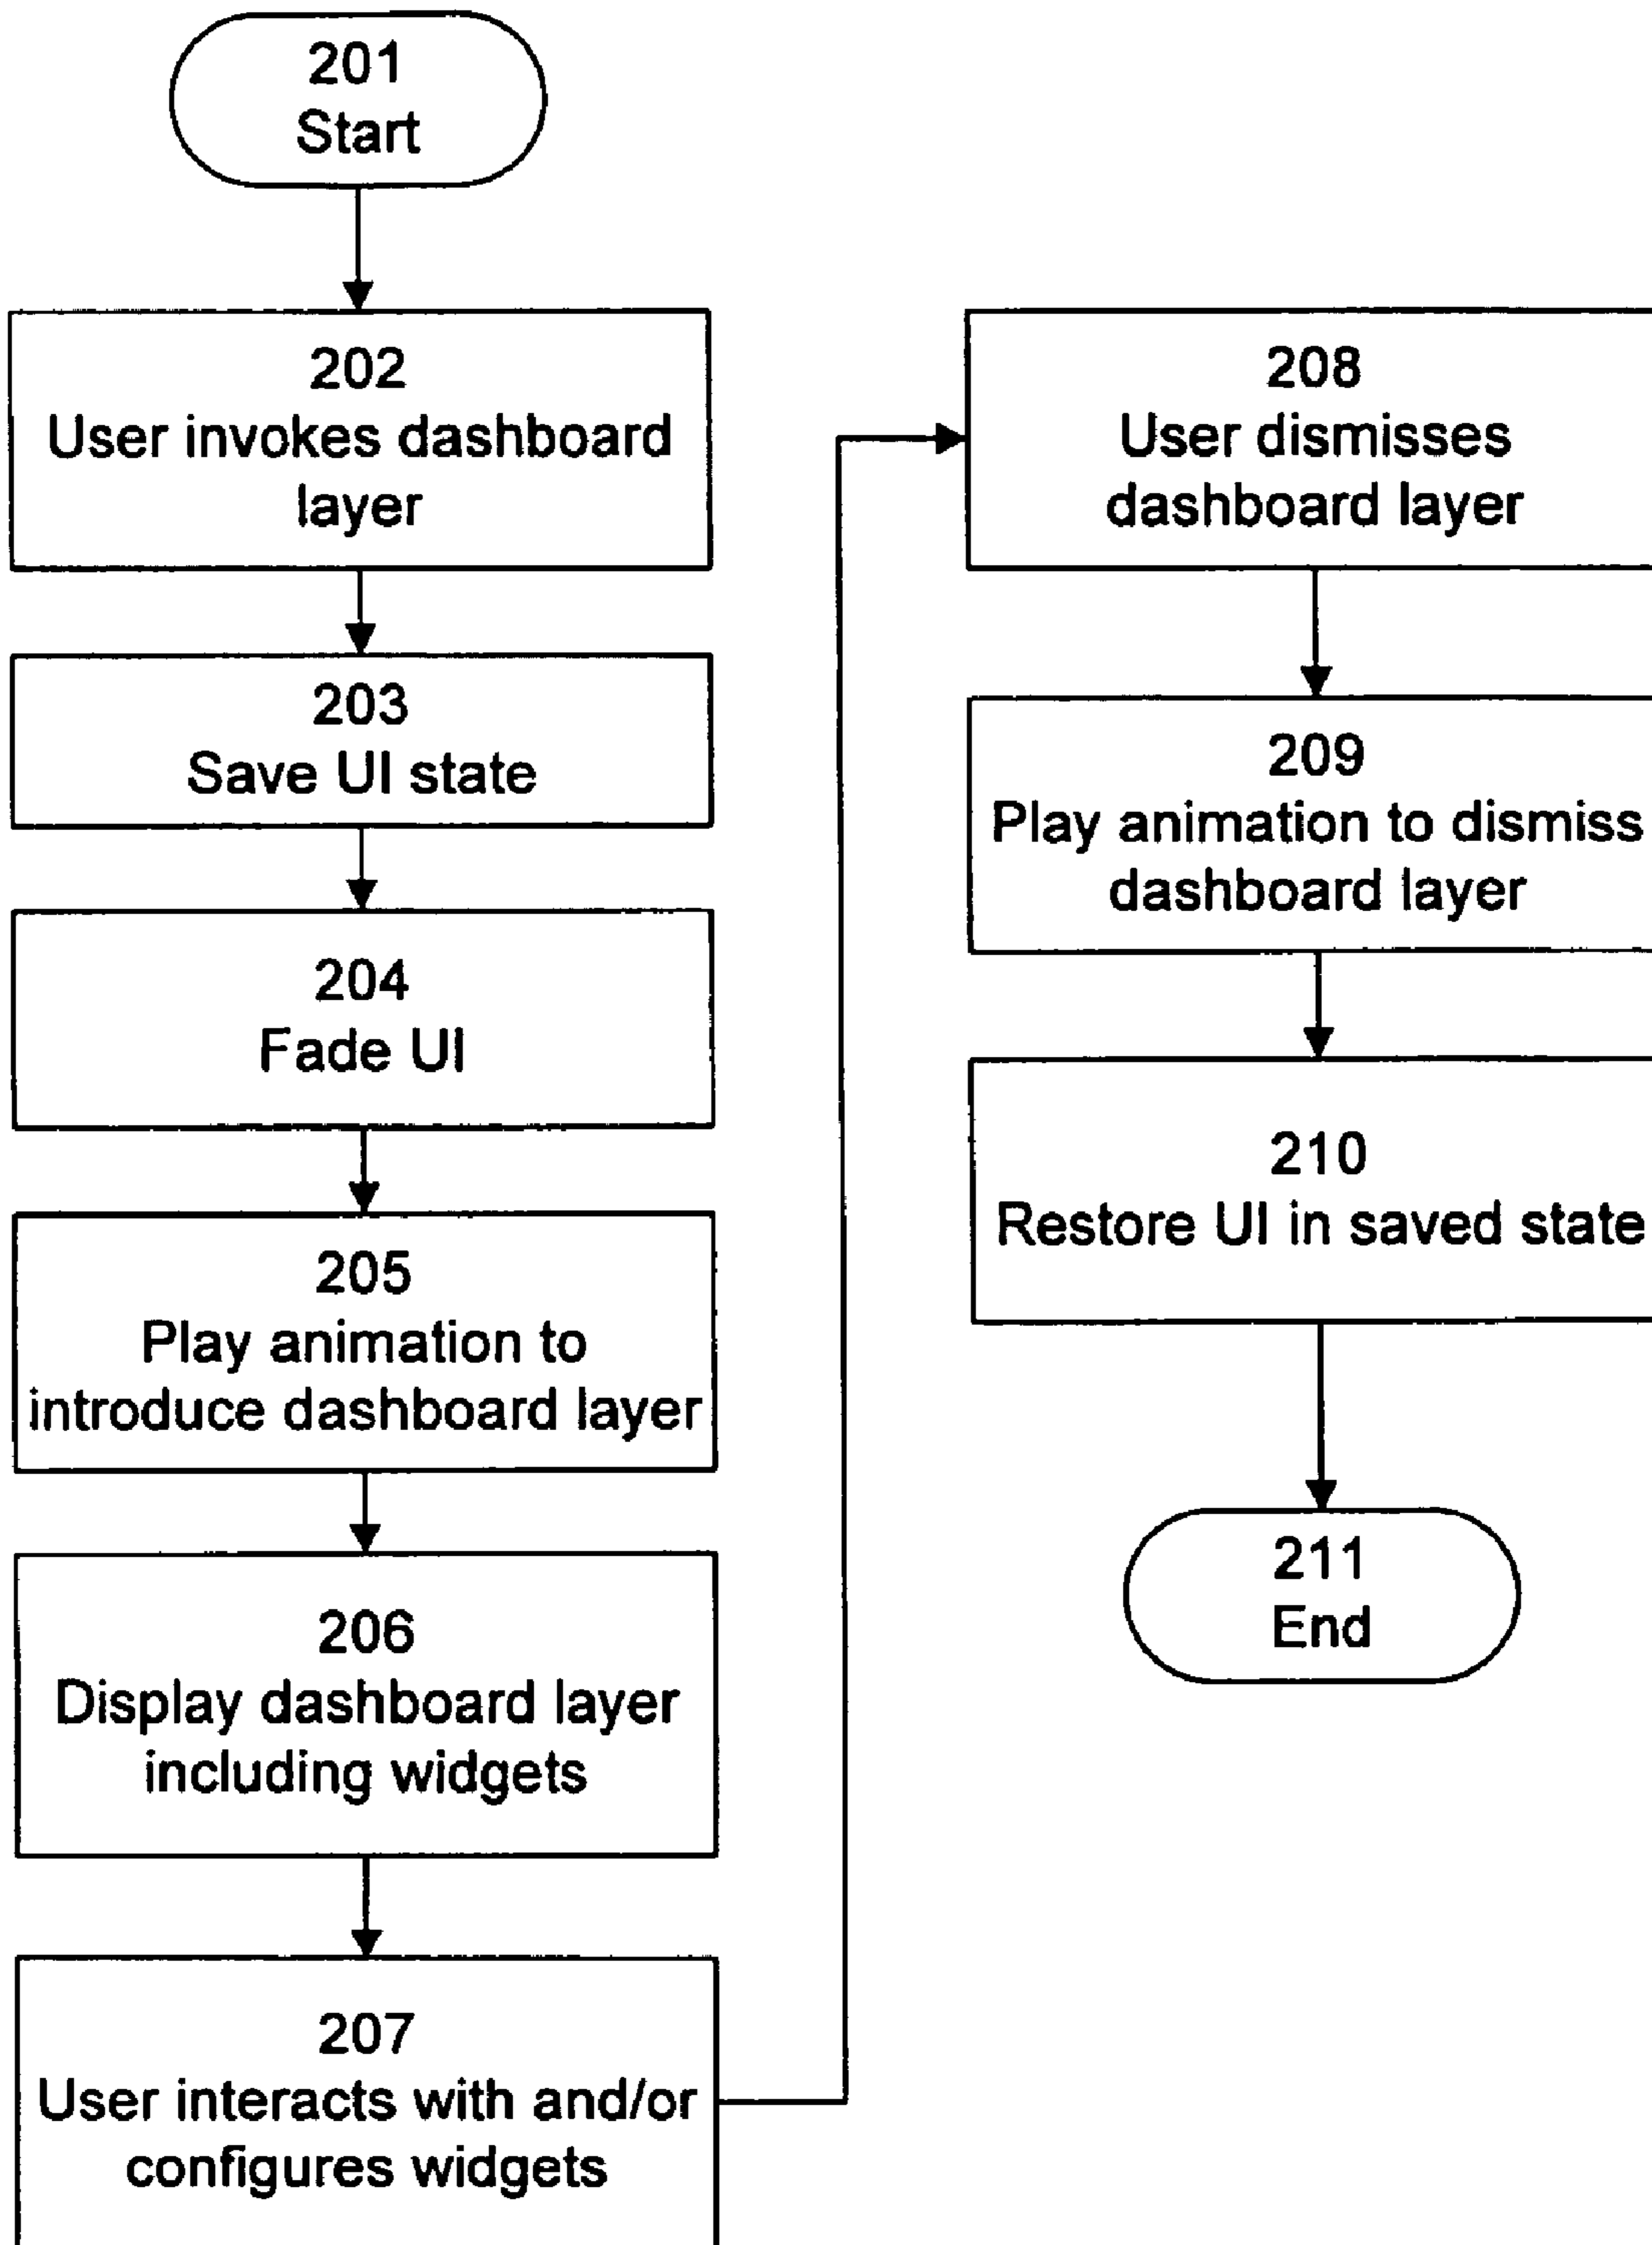 201
Start
202
User invokes dashboard
layer
203
Save UI state
204
Fade UI
205
Play animation to
introduce dashboard layer
206
Display dashboard layer
including widgets
207
User interacts with and/or
configures widgets
208
User dismisses
dashboard layer
209
Play animation to dismiss
dashboard layer
210
Restore UI in saved state
211
End